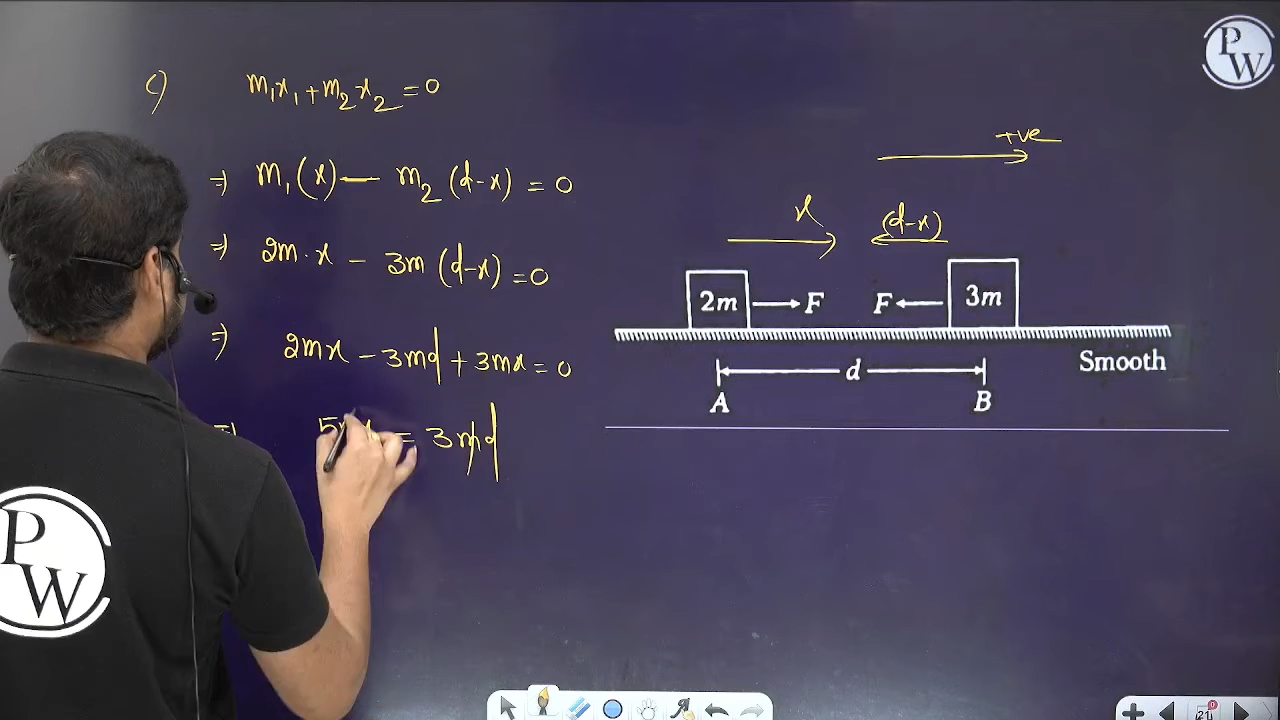 c)
m₁x₁ + m₂x₂ = 0
⇒ m₁(x) — m₂(d-x) = 0
⇒ 2m·x - 3m(d-x) = 0
⇒ 2mx - 3md + 3mx = 0
⇒ = 3md
+ve
x
(d-x)
2m
F
F
3m
d
Smooth
A
B
PW
PW
21